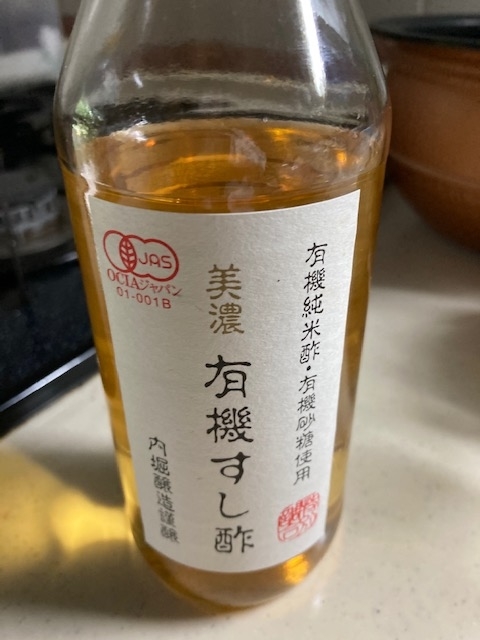 有機純米酢・有機砂糖使用
美濃
有機すし酢
内堀醸造謹醸
JAS
OCIAジャパン
01-001B